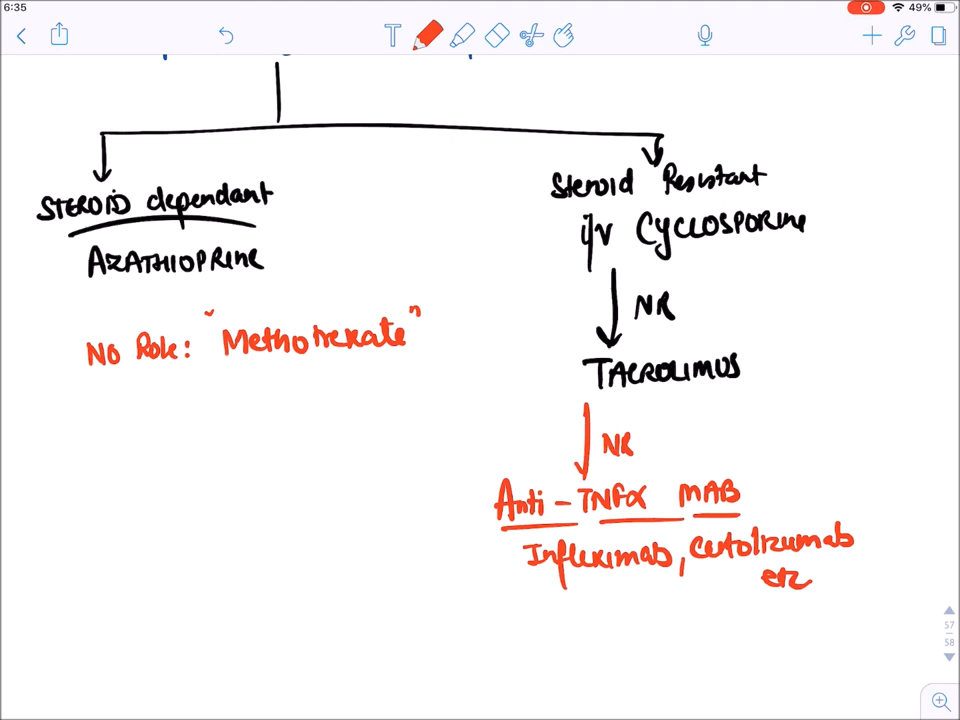 6:35
49%
T
STEROID dependant
AZATHIOPRINE
No Role: "Methotrexate"
Steroid Resistant
i/v CYCLOSPORINE
NR
TACROLIMUS
NR
Anti - TNFα MAB
Infliximab, Certolizumab
etc
57
58